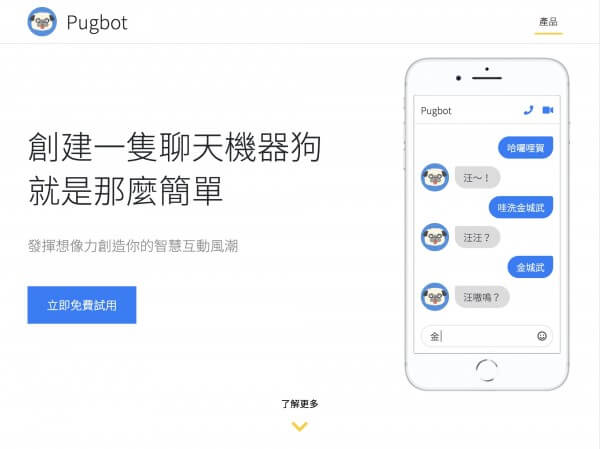 Pugbot
產品
創建一隻聊天機器狗
就是那麼簡單
發揮想像力創造你的智慧互動風潮
立即免費試用
Pugbot
哈囉哩賀
汪～！
哇洗金城武
汪汪？
金城武
汪嗷嗚？
金
了解更多